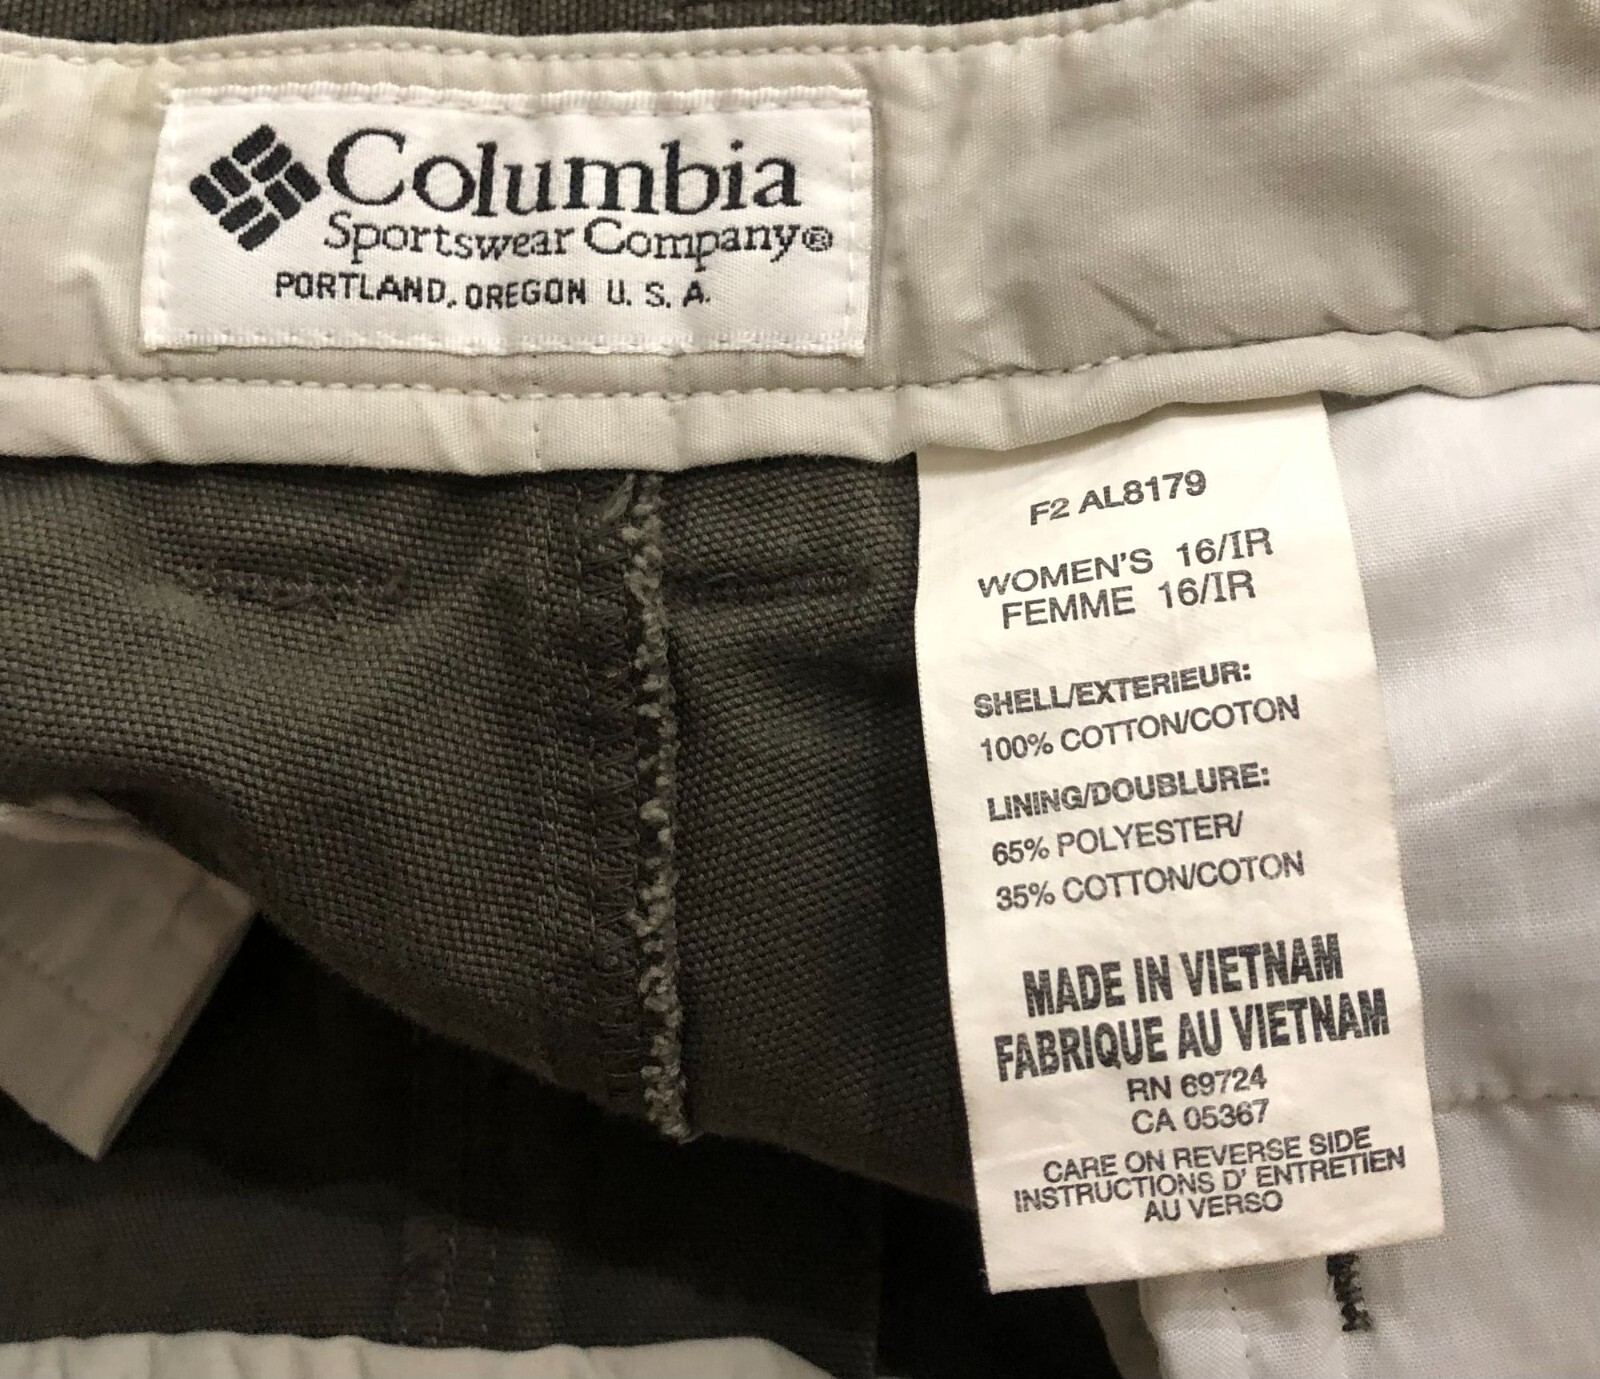 Columbia
Sportswear Company®
PORTLAND, OREGON U. S. A.
F2 AL8179
WOMEN'S 16/IR
FEMME 16/IR
SHELL/EXTERIEUR:
100% COTTON/COTON
LINING/DOUBLURE:
65% POLYESTER/
35% COTTON/COTON
MADE IN VIETNAM
FABRIQUE AU VIETNAM
RN 69724
CA 05367
CARE ON REVERSE SIDE
INSTRUCTIONS D' ENTRETIEN
AU VERSO